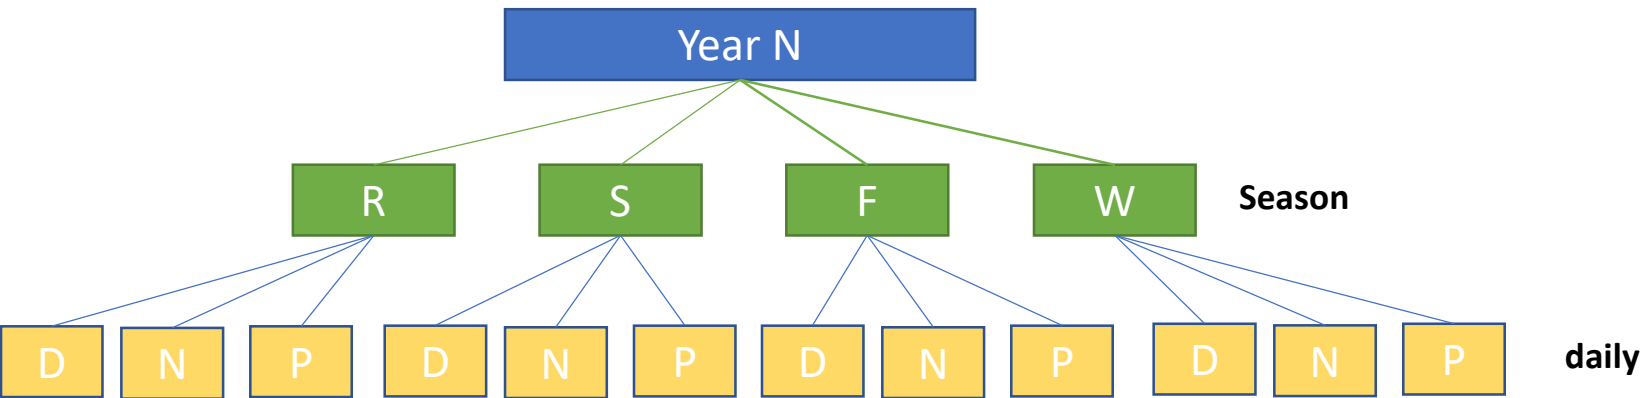 Year N
R S F W Season
D N P D N P D N P D N P daily